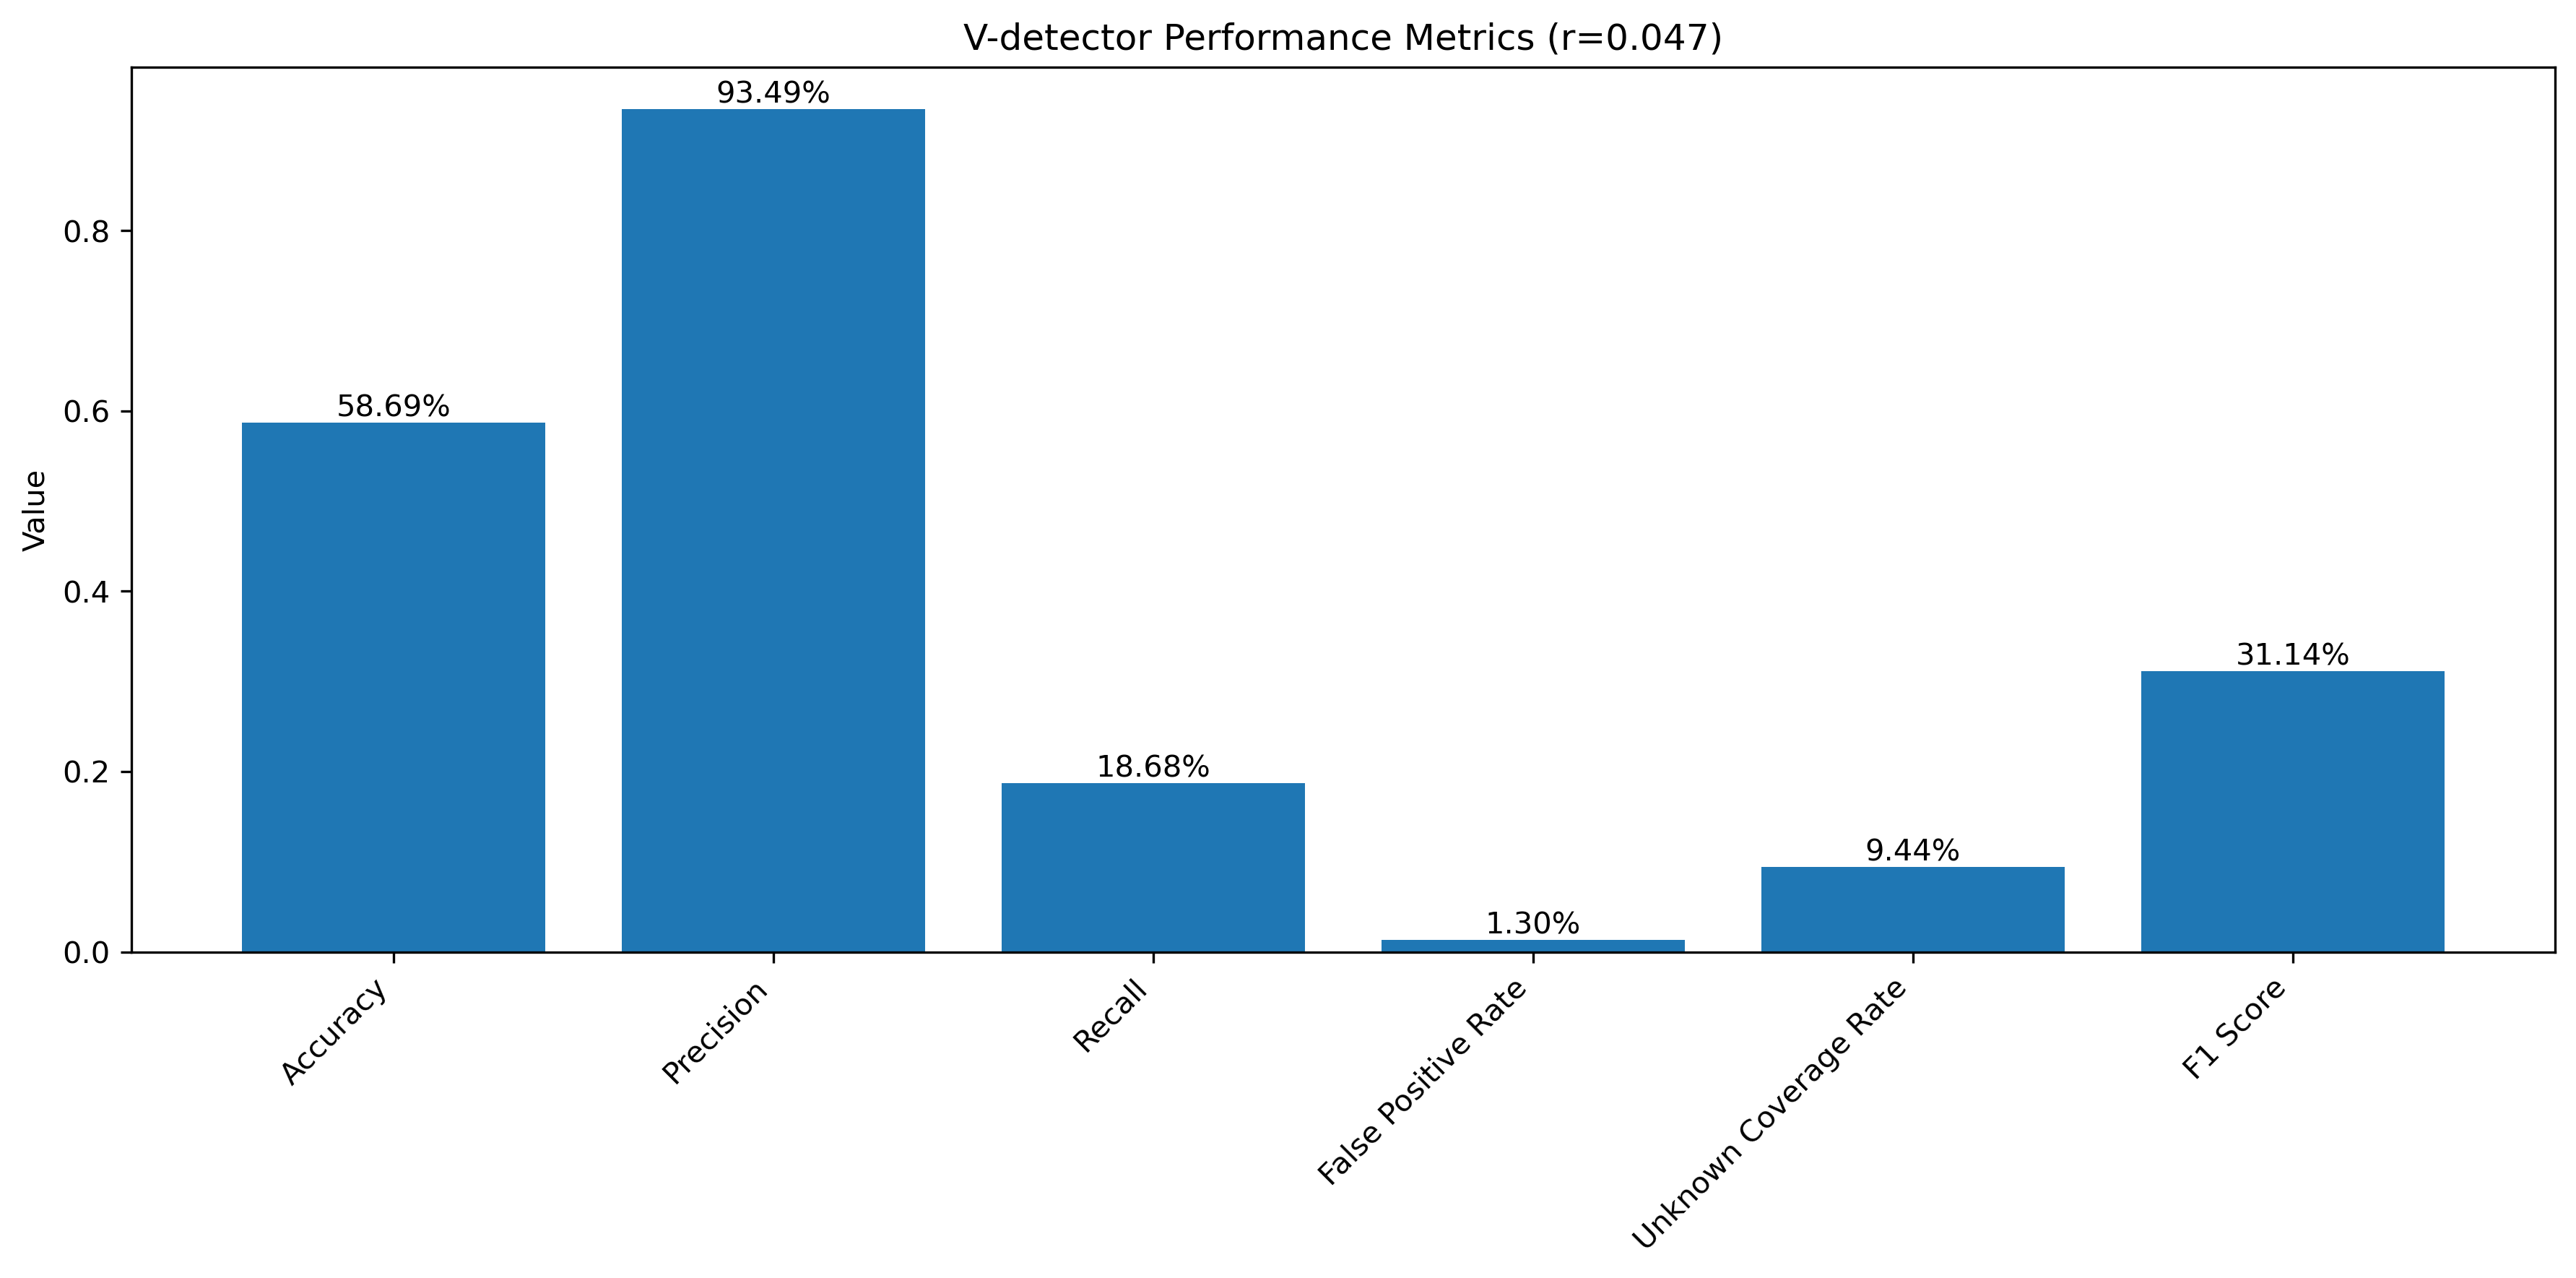 V-detector Performance Metrics (r=0.047)
93.49%
0.8
58.69%
0.6
Value
0.4
31.14%
18.68%
0.2
9.44%
1.30%
0.0
Accuracy
Precision
Recall
False Positive Rate
Unknown Coverage Rate
F1 Score